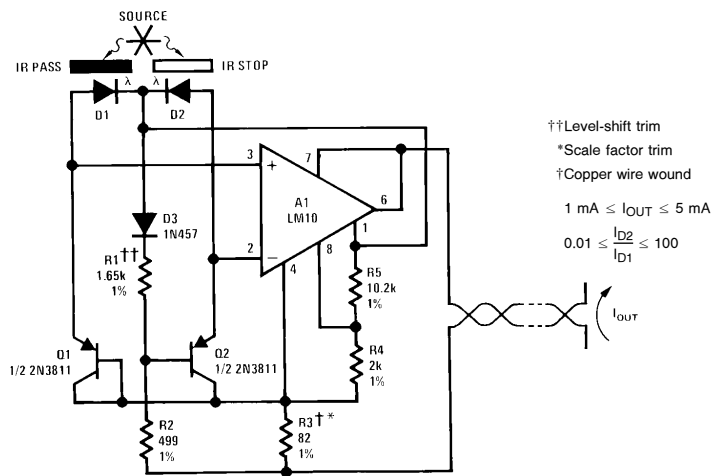 SOURCE
IR PASS
IR STOP
λ
λ
D1
D2
3
+
7
A1
LM10
6
1
2
−
4
8
D3
1N457
R1††
1.65k
1%
R5
10.2k
1%
R4
2k
1%
Q1
1/2 2N3811
Q2
1/2 2N3811
R2
499
1%
R3†*
82
1%
IOUT
††Level-shift trim
*Scale factor trim
†Copper wire wound
1 mA ≤ IOUT ≤ 5 mA
0.01 ≤ ID2/ID1 ≤ 100